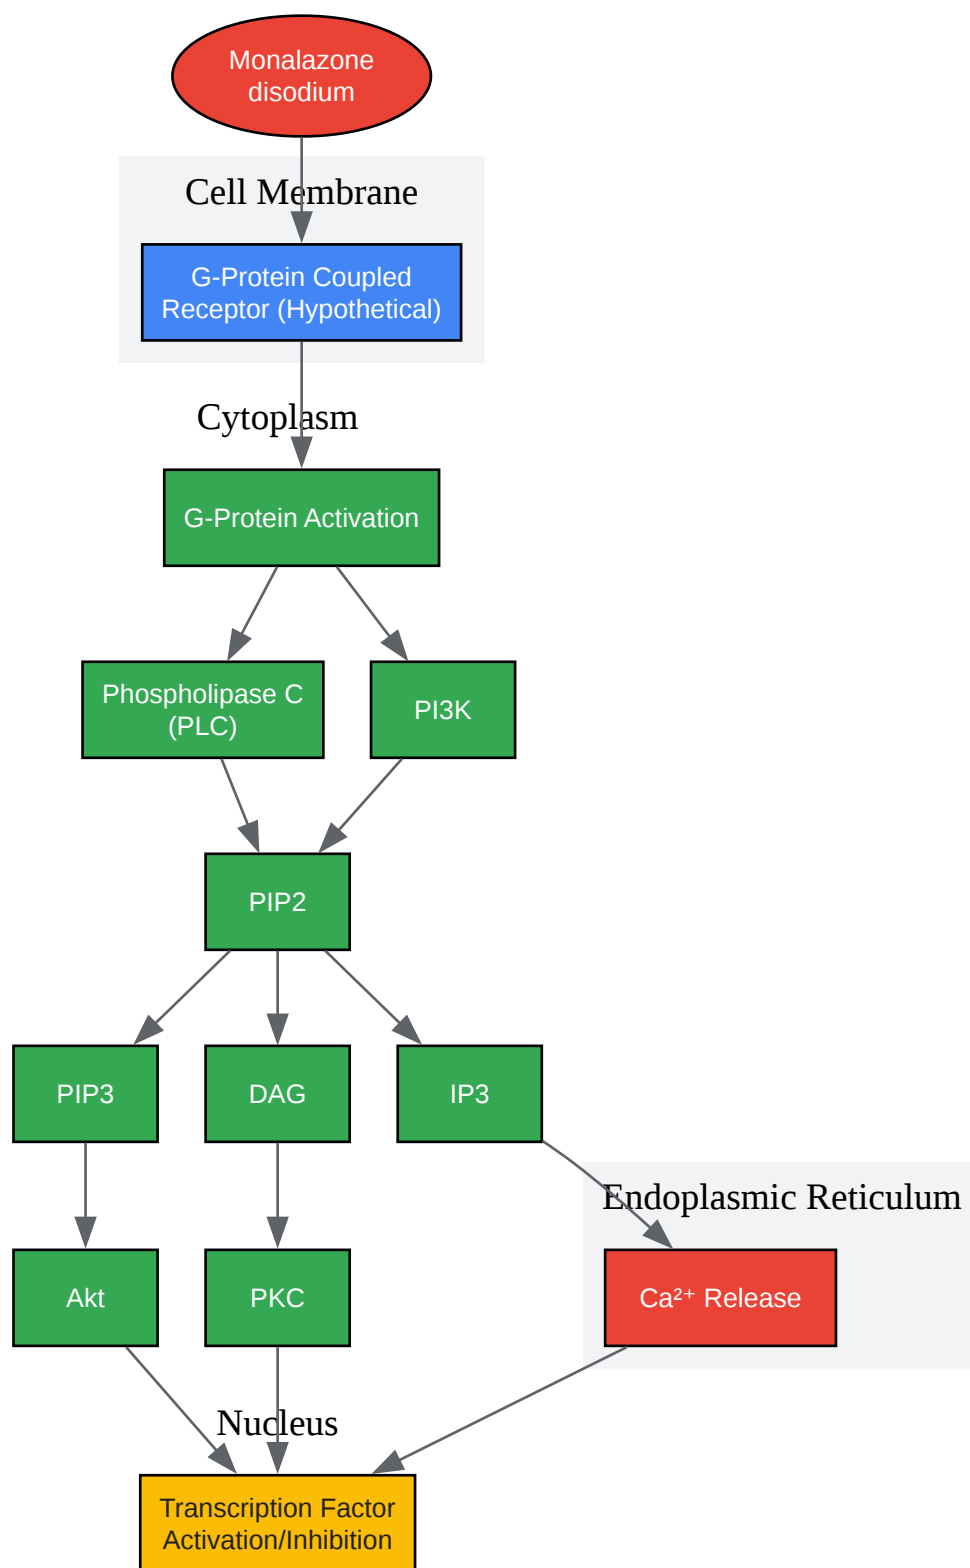 Monalazone
disodium
Cell Membrane
G-Protein Coupled
Receptor (Hypothetical)
Cytoplasm
G-Protein Activation
Phospholipase C
(PLC)
PI3K
PIP2
PIP3
DAG
IP3
Endoplasmic Reticulum
Akt
PKC
Ca²⁺ Release
Nucleus
Transcription Factor
Activation/Inhibition